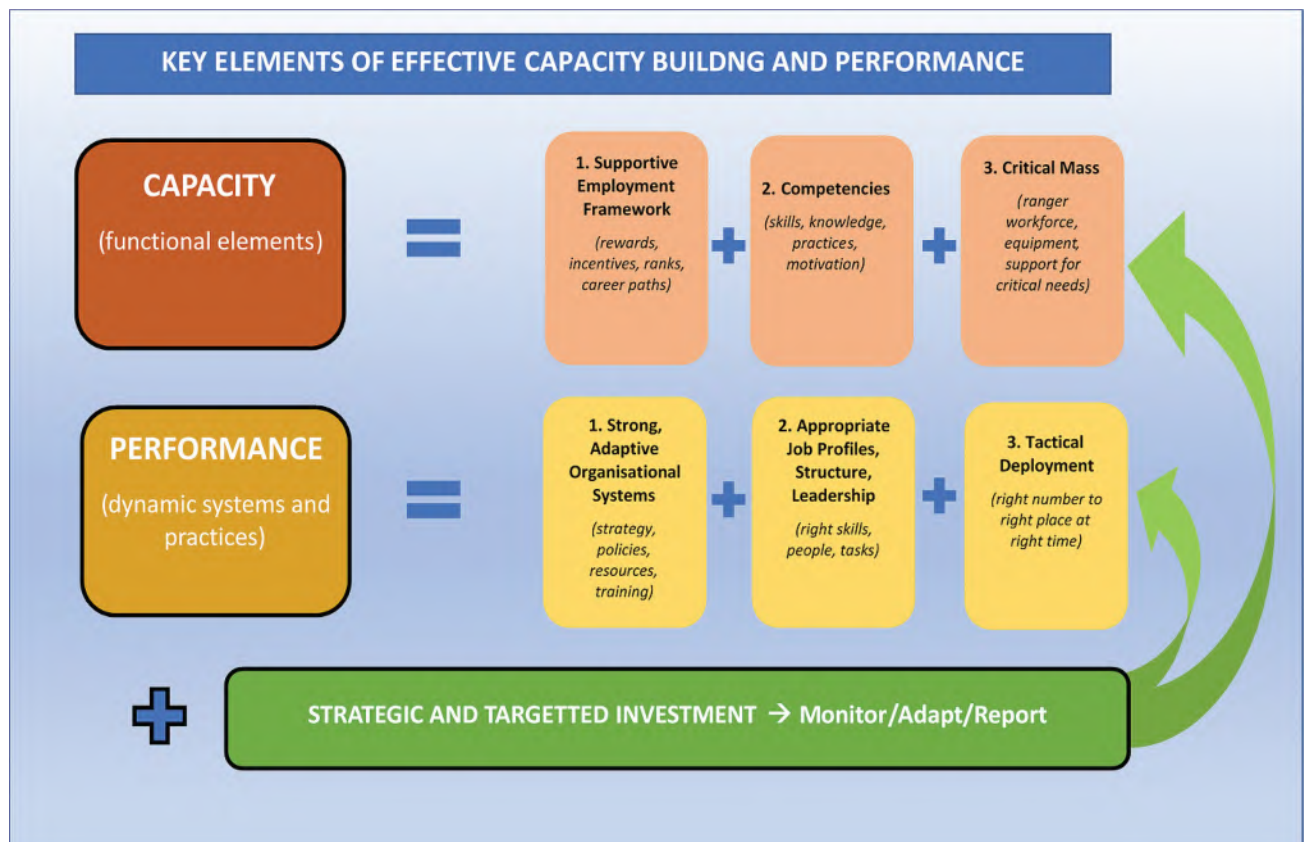 KEY ELEMENTS OF EFFECTIVE CAPACITY BUILDNG AND PERFORMANCE
CAPACITY
(functional elements)
=
1. Supportive
Employment
Framework
(rewards,
incentives, ranks,
career paths)
+
2. Competencies
(skills, knowledge,
practices,
motivation)
+
3. Critical Mass
(ranger
workforce,
equipment,
support for
critical needs)
PERFORMANCE
(dynamic systems and
practices)
=
1. Strong,
Adaptive
Organisational
Systems
(strategy,
policies,
resources,
training)
+
2. Appropriate
Job Profiles,
Structure,
Leadership
(right skills,
people, tasks)
+
3. Tactical
Deployment
(right number to
right place at
right time)
+
STRATEGIC AND TARGETTED INVESTMENT → Monitor/Adapt/Report